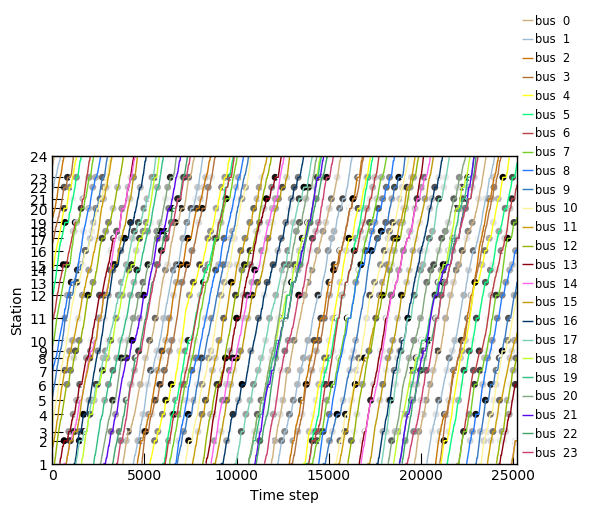 bus 0
bus 1
bus 2
bus 3
bus 4
bus 5
bus 6
bus 7
bus 8
bus 9
bus 10
bus 11
bus 12
bus 13
bus 14
bus 15
bus 16
bus 17
bus 18
bus 19
bus 20
bus 21
bus 22
bus 23
Station
24
23
22
21
20
19
18
17
16
15
14
13
12
11
10
9
8
7
6
5
4
3
2
1
0 5000 10000 15000 20000 25000
Time step